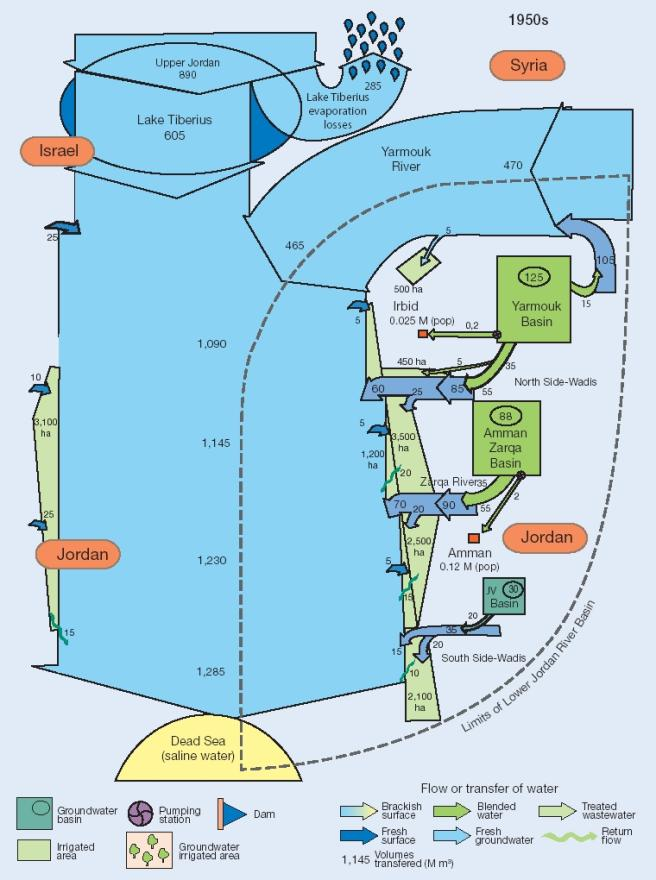 1950s
Syria
Upper Jordan
890
285
Lake Tiberius
evaporation
losses
Lake Tiberius
605
Israel
Yarmouk
River
470
25
465
5
105
500 ha
125
Yarmouk
Basin
15
Irbid
0.025 M (pop)
0,2
5
1,090
450 ha
5
35
10
60
25
85
55
North Side-Wadis
3,100
ha
5
3,500
ha
1,200
ha
88
Amman
Zarqa
Basin
1,145
20
Zarqa River
35
70
20
90
55
2
25
Jordan
2,500
ha
Amman
0.12 M (pop)
Jordan
1,230
5
15
JV
30
Basin
20
15
35
15
20
South Side-Wadis
1,285
10
2,100
ha
Limits of Lower Jordan River Basin
Dead Sea
(saline water)
Flow or transfer of water
Groundwater
basin
Pumping
station
Dam
Brackish
surface
Blended
water
Treated
wastewater
Irrigated
area
Groundwater
irrigated area
Fresh
surface
Fresh
groundwater
Return
flow
1,145 Volumes
transfered (M m³)